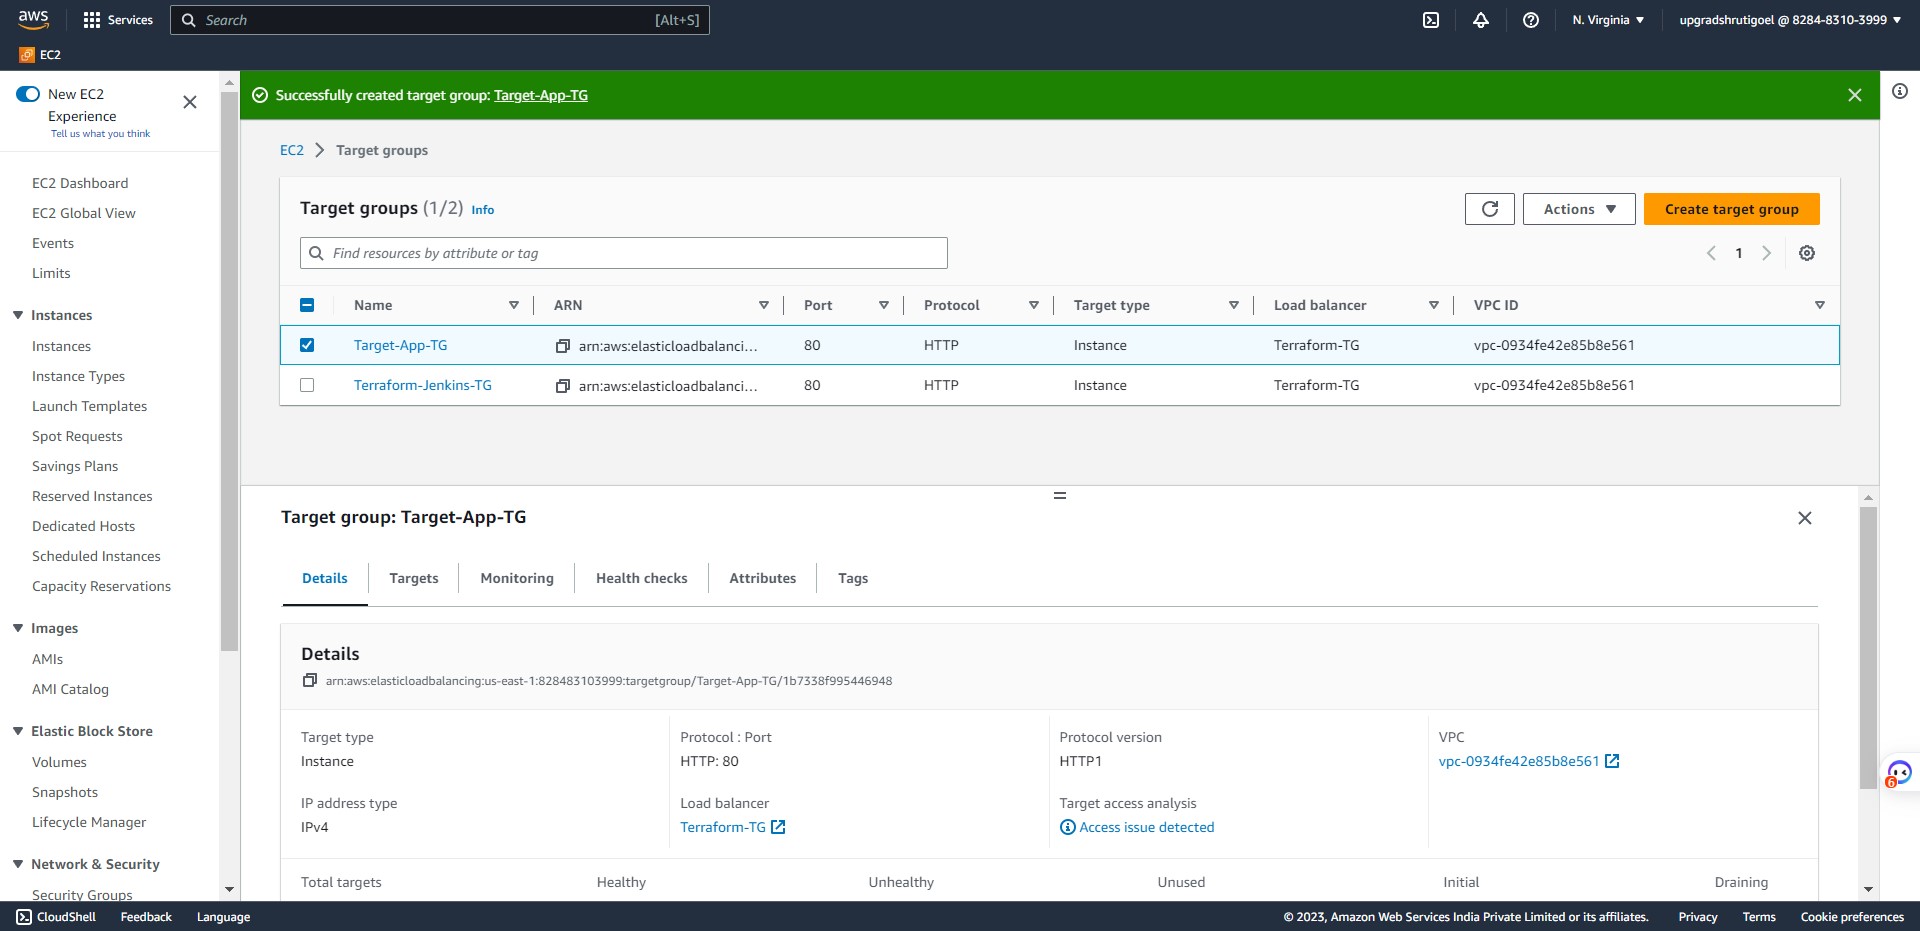 aws
Services
Search
[Alt+S]
N. Virginia
upgradshrutigoel @ 8284-8310-3999
EC2
New EC2
Experience
Tell us what you think
EC2 Dashboard
EC2 Global View
Events
Limits
Instances
Instances
Instance Types
Launch Templates
Spot Requests
Savings Plans
Reserved Instances
Dedicated Hosts
Scheduled Instances
Capacity Reservations
Images
AMIs
AMI Catalog
Elastic Block Store
Volumes
Snapshots
Lifecycle Manager
Network & Security
Security Groups
Successfully created target group: Target-App-TG
EC2 Target groups
Target groups (1/2) Info
Actions
Create target group
Find resources by attribute or tag
1
Name ARN Port Protocol Target type Load balancer VPC ID
Target-App-TG arn:aws:elasticloadbalanci... 80 HTTP Instance Terraform-TG vpc-0934fe42e85b8e561
Terraform-Jenkins-TG arn:aws:elasticloadbalanci... 80 HTTP Instance Terraform-TG vpc-0934fe42e85b8e561
Target group: Target-App-TG
Details Targets Monitoring Health checks Attributes Tags
Details
arn:aws:elasticloadbalancing:us-east-1:828483103999:targetgroup/Target-App-TG/1b7338f995446948
Target type
Instance
Protocol : Port
HTTP: 80
Protocol version
HTTP1
VPC
vpc-0934fe42e85b8e561
IP address type
IPv4
Load balancer
Terraform-TG
Target access analysis
Access issue detected
Total targets Healthy Unhealthy Unused Initial Draining
6
CloudShell Feedback Language
© 2023, Amazon Web Services India Private Limited or its affiliates. Privacy Terms Cookie preferences